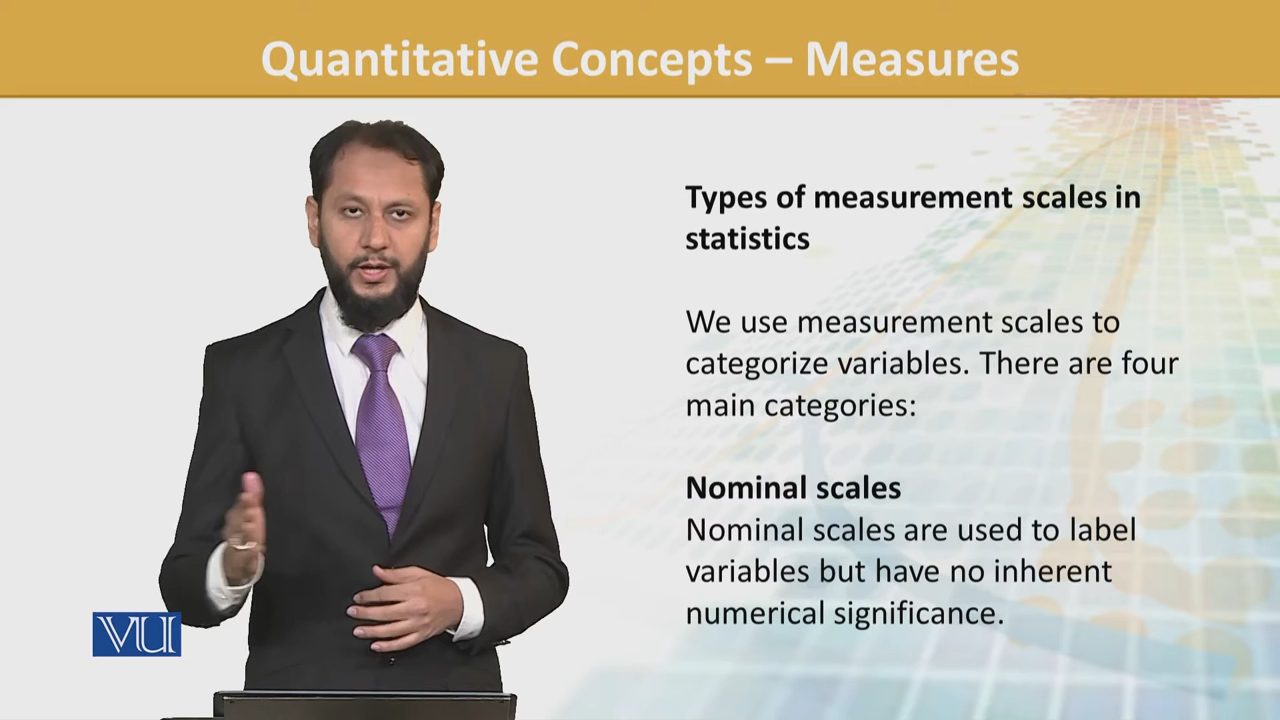 Quantitative Concepts – Measures
Types of measurement scales in
statistics
We use measurement scales to
categorize variables. There are four
main categories:
Nominal scales
Nominal scales are used to label
variables but have no inherent
numerical significance.
VU